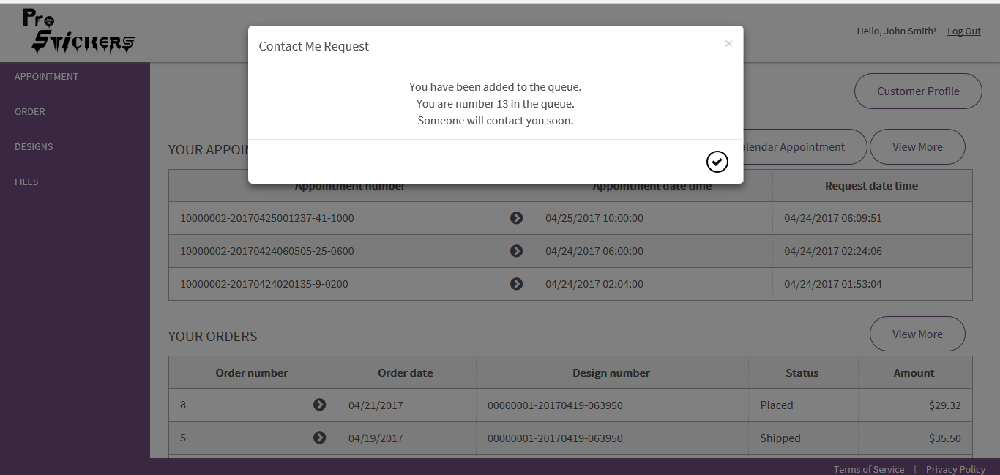 Pro
Stickers
Hello, John Smith! Log Out
Contact Me Request ×
You have been added to the queue.
You are number 13 in the queue.
Someone will contact you soon.
APPOINTMENT
ORDER
DESIGNS
FILES
Customer Profile
YOUR
Appointment View More
Appointment number Appointment date time Request date time
10000002-20170425001237-41-1000 04/25/2017 10:00:00 04/24/2017 06:09:51
10000002-20170424060505-25-0600 04/24/2017 06:00:00 04/24/2017 02:24:06
10000002-20170424020135-9-0200 04/24/2017 02:04:00 04/24/2017 01:53:04
YOUR ORDERS View More
Order number Order date Design number Status Amount
8 04/21/2017 00000001-20170419-063950 Placed $29.32
5 04/19/2017 00000001-20170419-063950 Shipped $35.50
Terms of Service | Privacy Policy